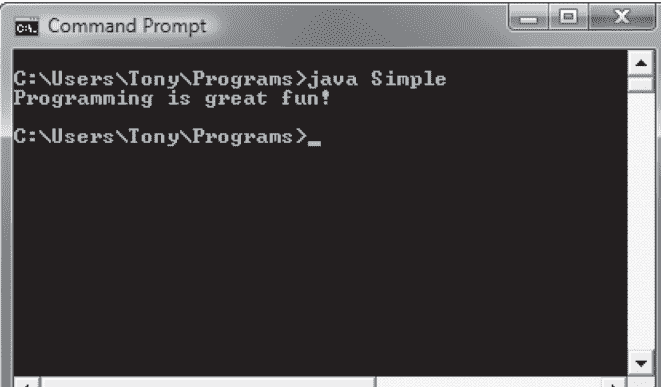 Command Prompt
C:\Users\Tony\Programs>java Simple
Programming is great fun!
C:\Users\Tony\Programs>_